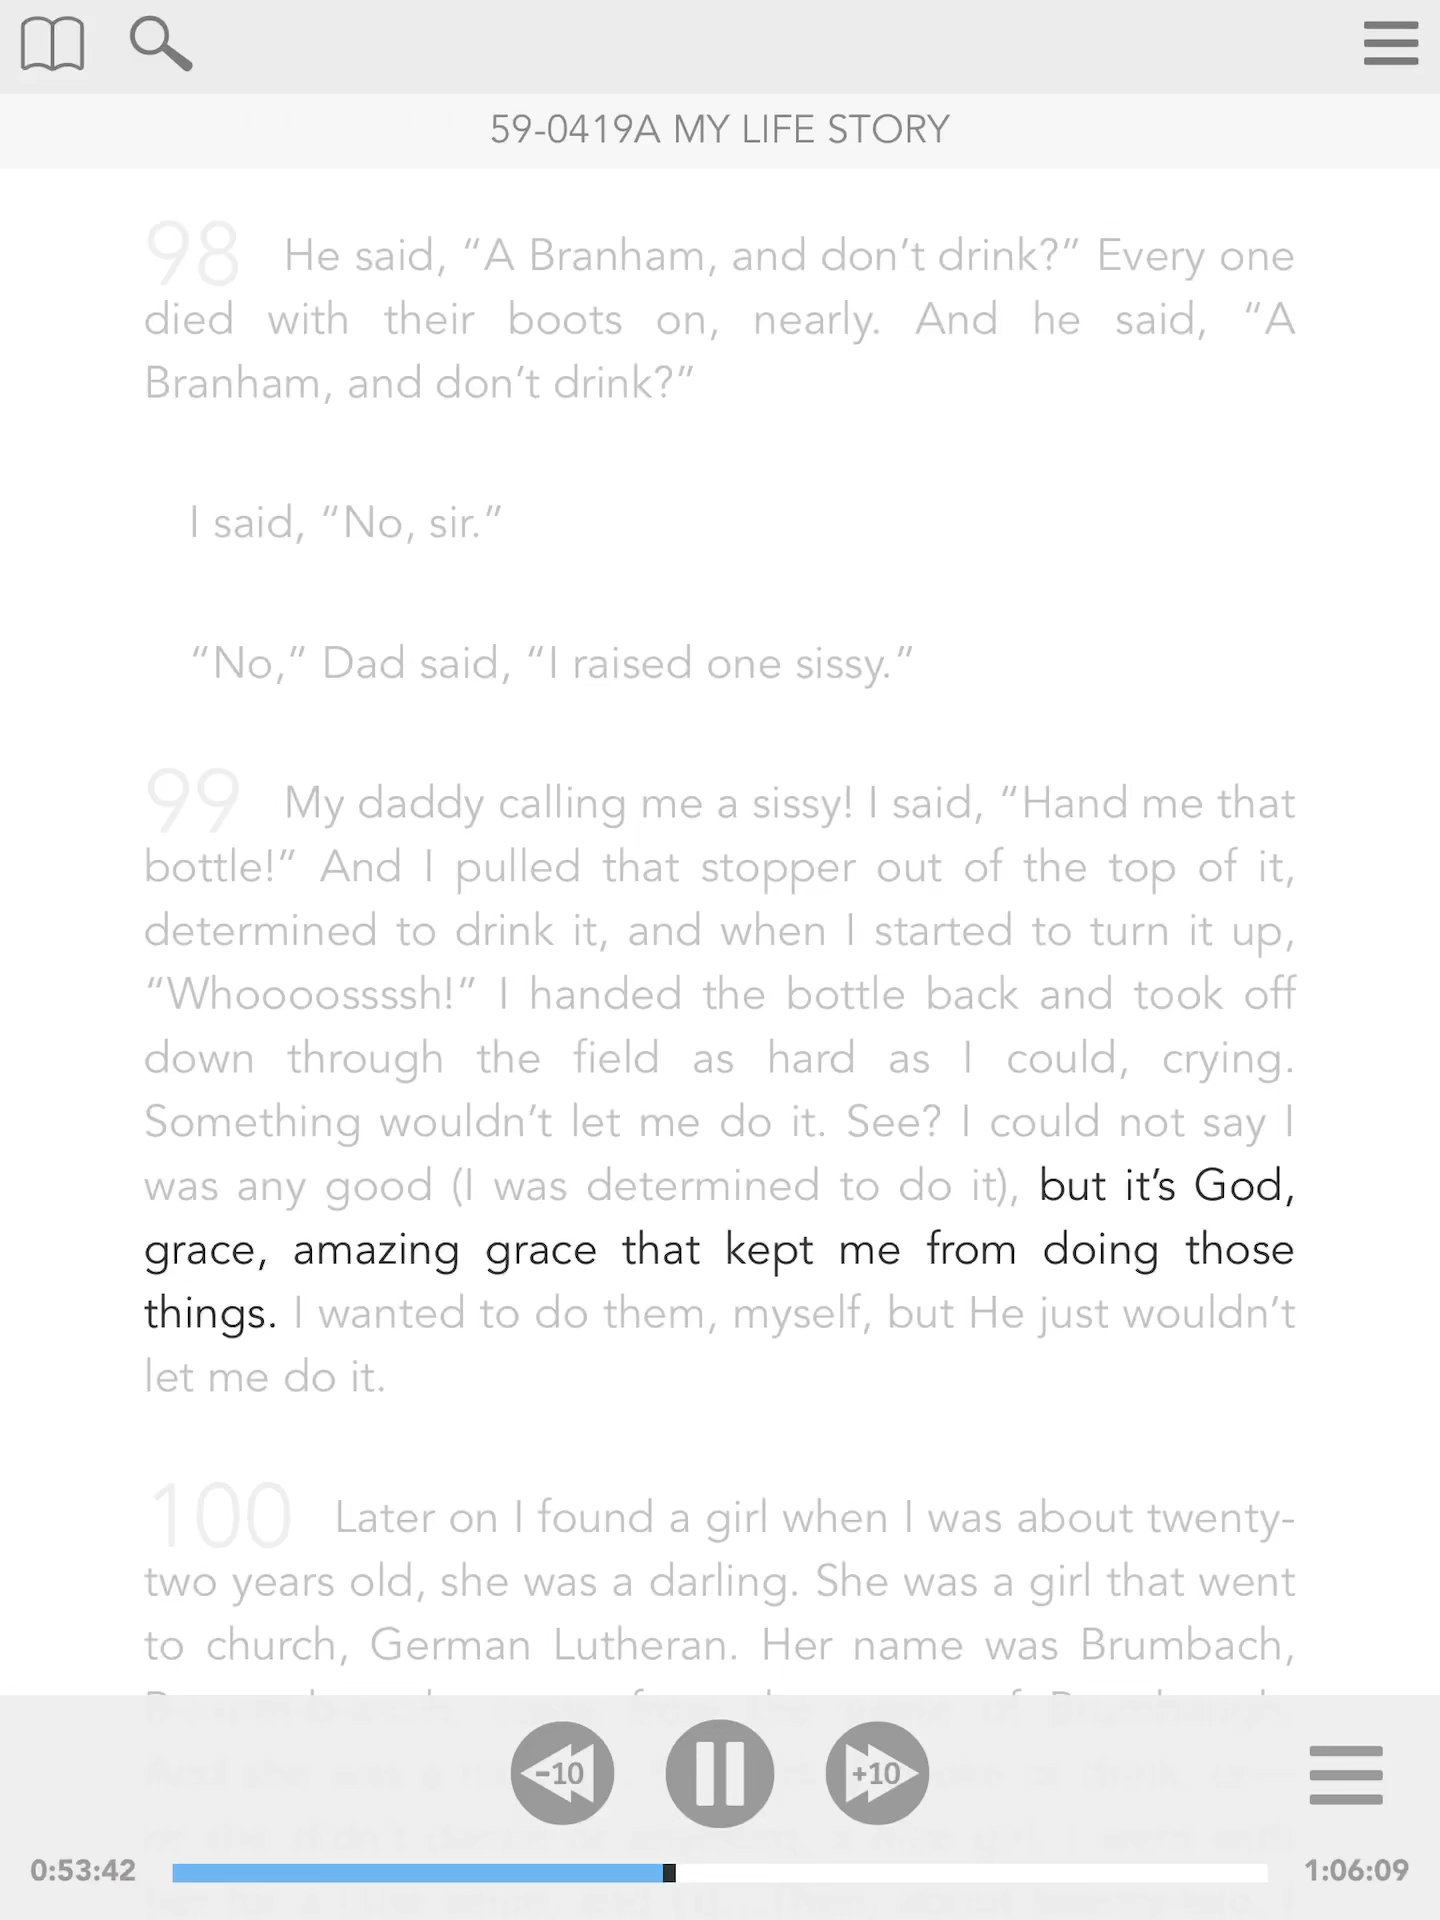 59-0419A MY LIFE STORY
98 He said, “A Branham, and don’t drink?” Every one
died with their boots on, nearly. And he said, “A
Branham, and don’t drink?”
I said, “No, sir.”
“No,” Dad said, “I raised one sissy.”
99 My daddy calling me a sissy! I said, “Hand me that
bottle!” And I pulled that stopper out of the top of it,
determined to drink it, and when I started to turn it up,
“Whoooossssh!” I handed the bottle back and took off
down through the field as hard as I could, crying.
Something wouldn’t let me do it. See? I could not say I
was any good (I was determined to do it), but it’s God,
grace, amazing grace that kept me from doing those
things. I wanted to do them, myself, but He just wouldn’t
let me do it.
100 Later on I found a girl when I was about twenty-
two years old, she was a darling. She was a girl that went
to church, German Lutheran. Her name was Brumbach,
-10 +10
0:53:42 1:06:09